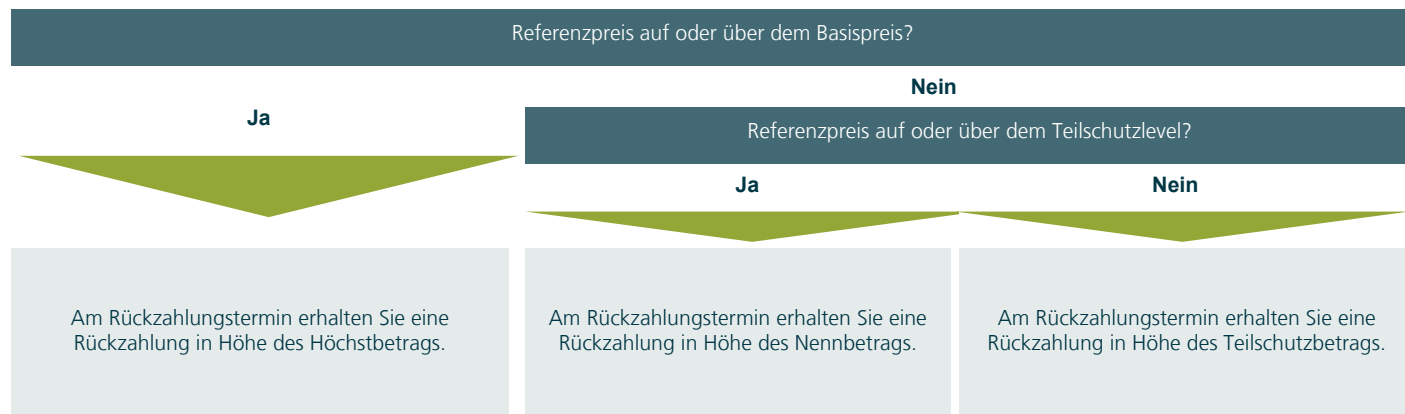 Referenzpreis auf oder über dem Basispreis?
Ja
Nein
Referenzpreis auf oder über dem Teilschutzlevel?
Ja
Nein
Am Rückzahlungstermin erhalten Sie eine
Rückzahlung in Höhe des Höchstbetrags.
Am Rückzahlungstermin erhalten Sie eine
Rückzahlung in Höhe des Nennbetrags.
Am Rückzahlungstermin erhalten Sie eine
Rückzahlung in Höhe des Teilschutzbetrags.